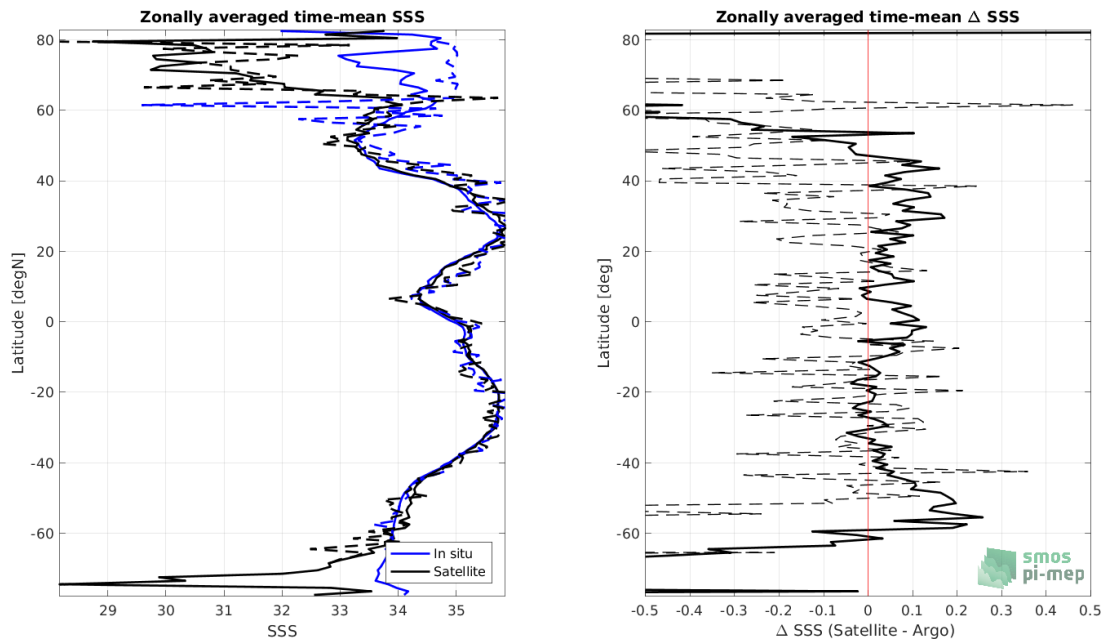 Zonally averaged time-mean SSS
80
60
40
20
0
-20
-40
-60
Latitude [degN]
29 30 31 32 33 34 35
SSS
In situ
Satellite
Zonally averaged time-mean Δ SSS
80
60
40
20
0
-20
-40
-60
Latitude [deg]
-0.5 -0.4 -0.3 -0.2 -0.1 0 0.1 0.2 0.3 0.4 0.5
Δ SSS (Satellite - Argo)
smos
pi-mep